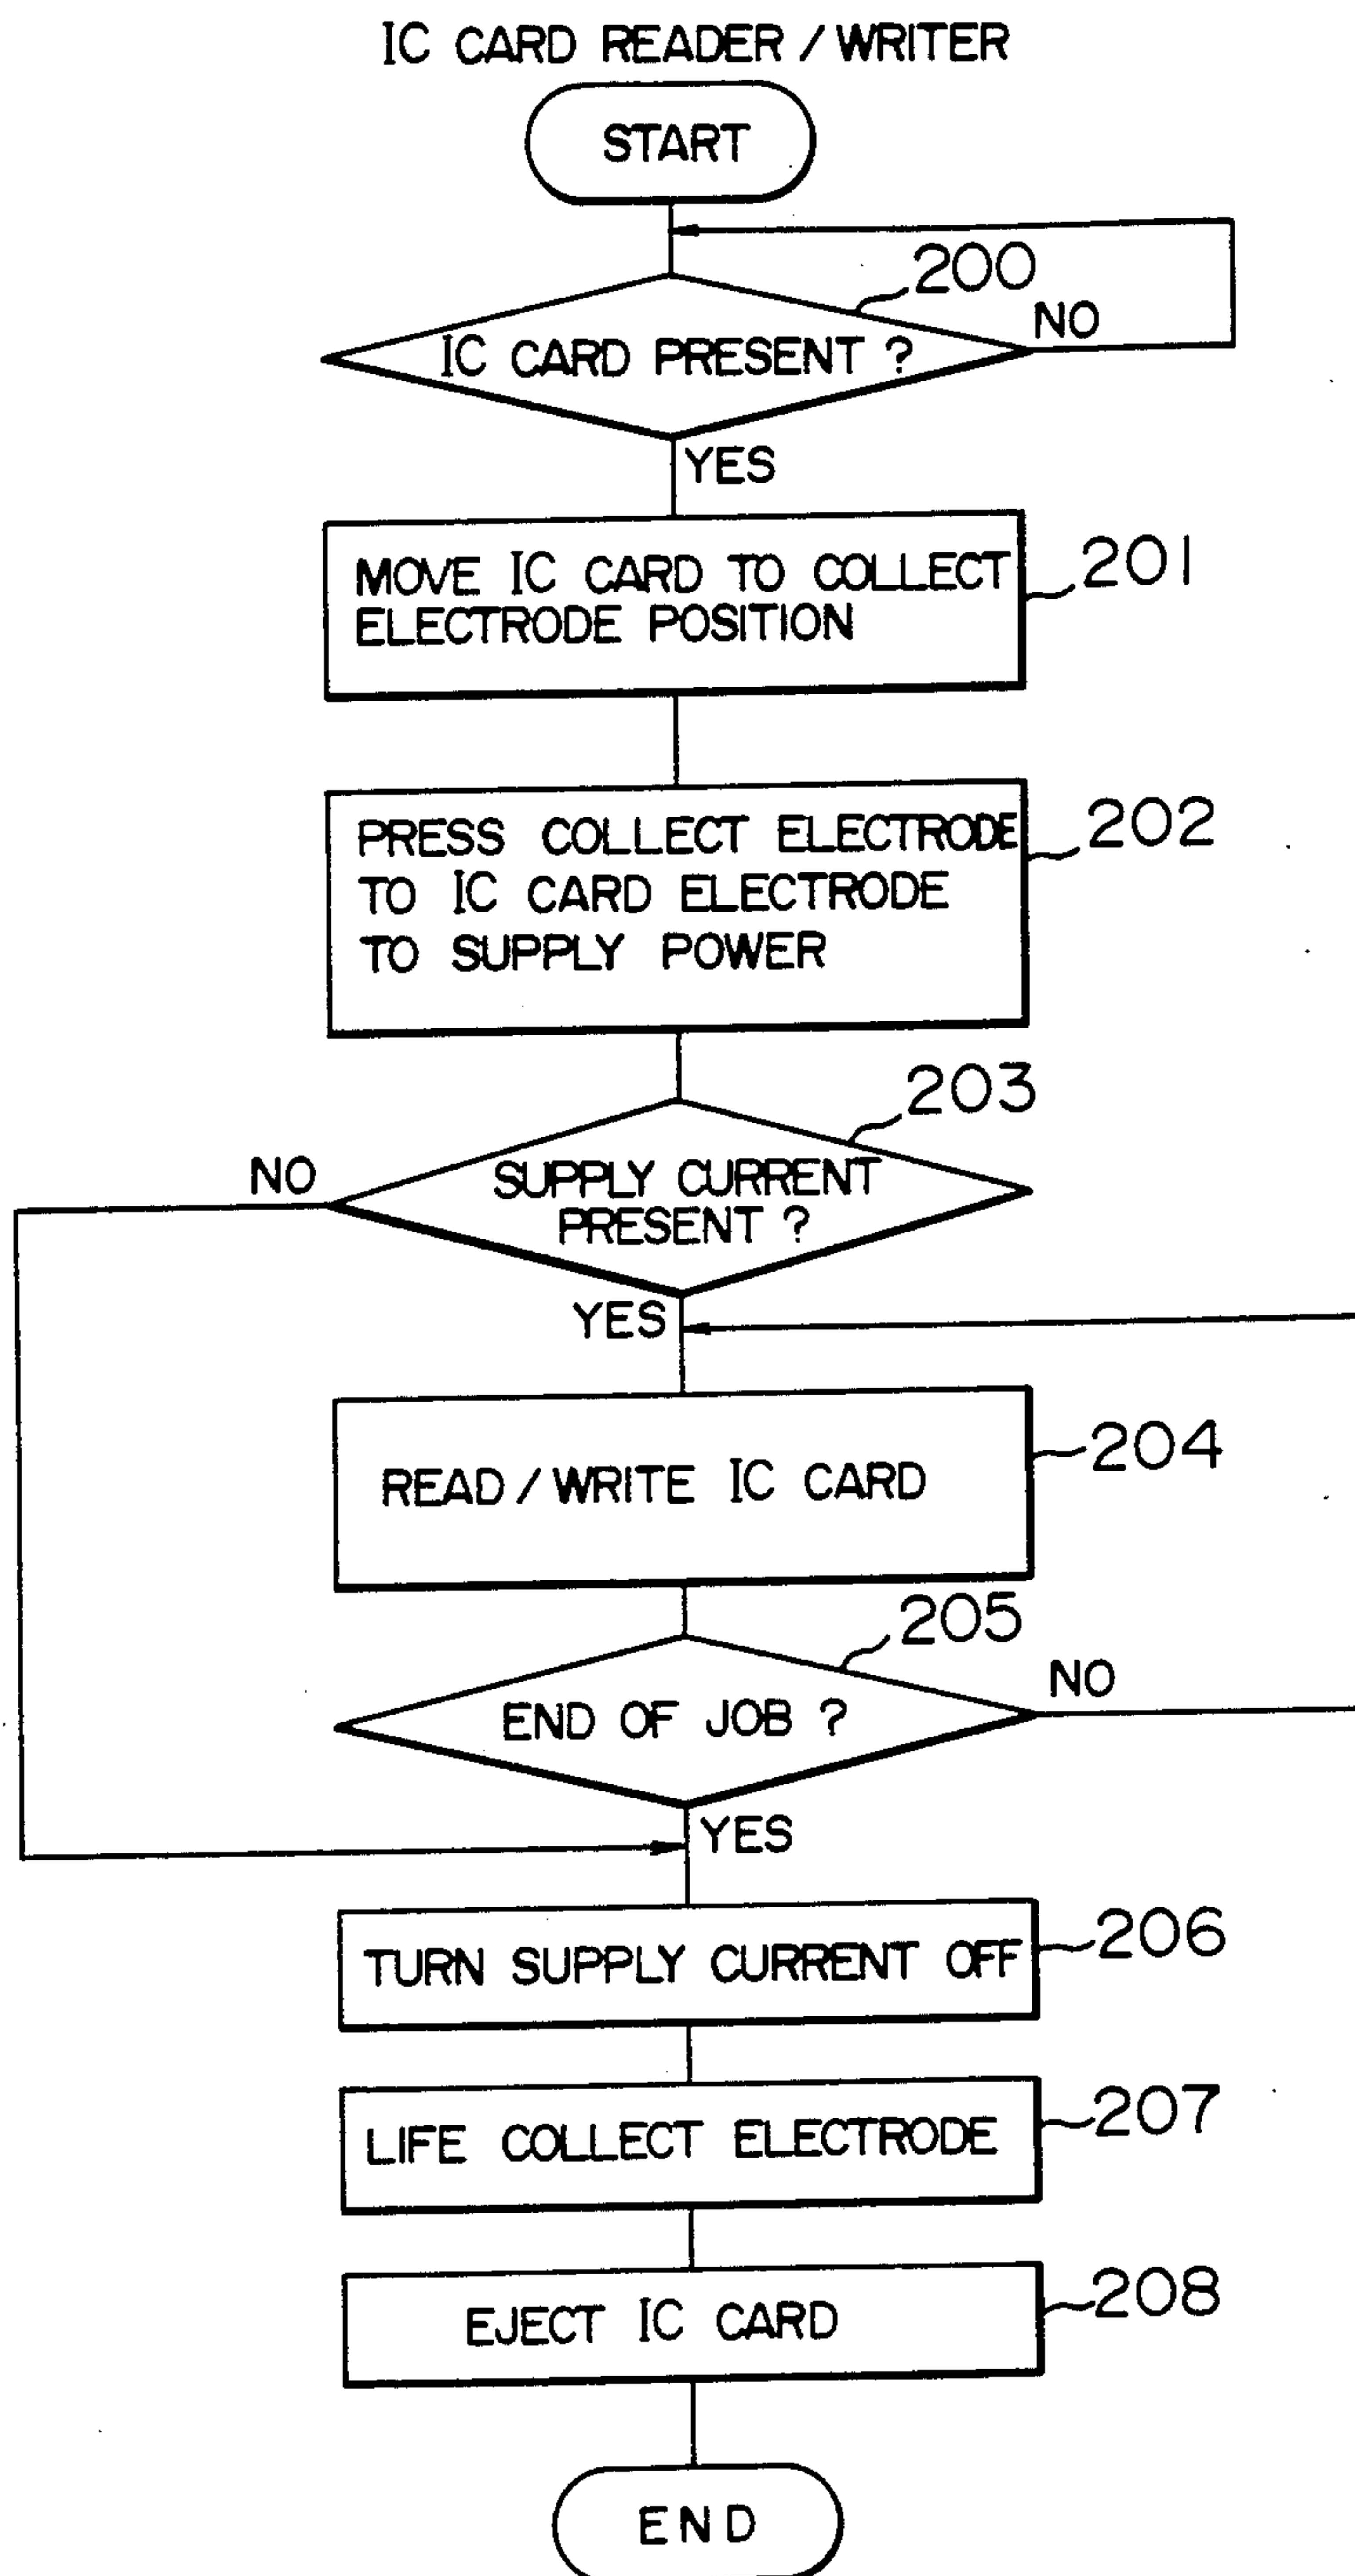 IC CARD READER / WRITER
START
200
IC CARD PRESENT ?
NO
YES
MOVE IC CARD TO COLLECT
ELECTRODE POSITION
201
PRESS COLLECT ELECTRODE
TO IC CARD ELECTRODE
TO SUPPLY POWER
202
203
NO
SUPPLY CURRENT
PRESENT ?
YES
READ / WRITE IC CARD
204
205
END OF JOB ?
NO
YES
TURN SUPPLY CURRENT OFF
206
LIFE COLLECT ELECTRODE
207
EJECT IC CARD
208
END